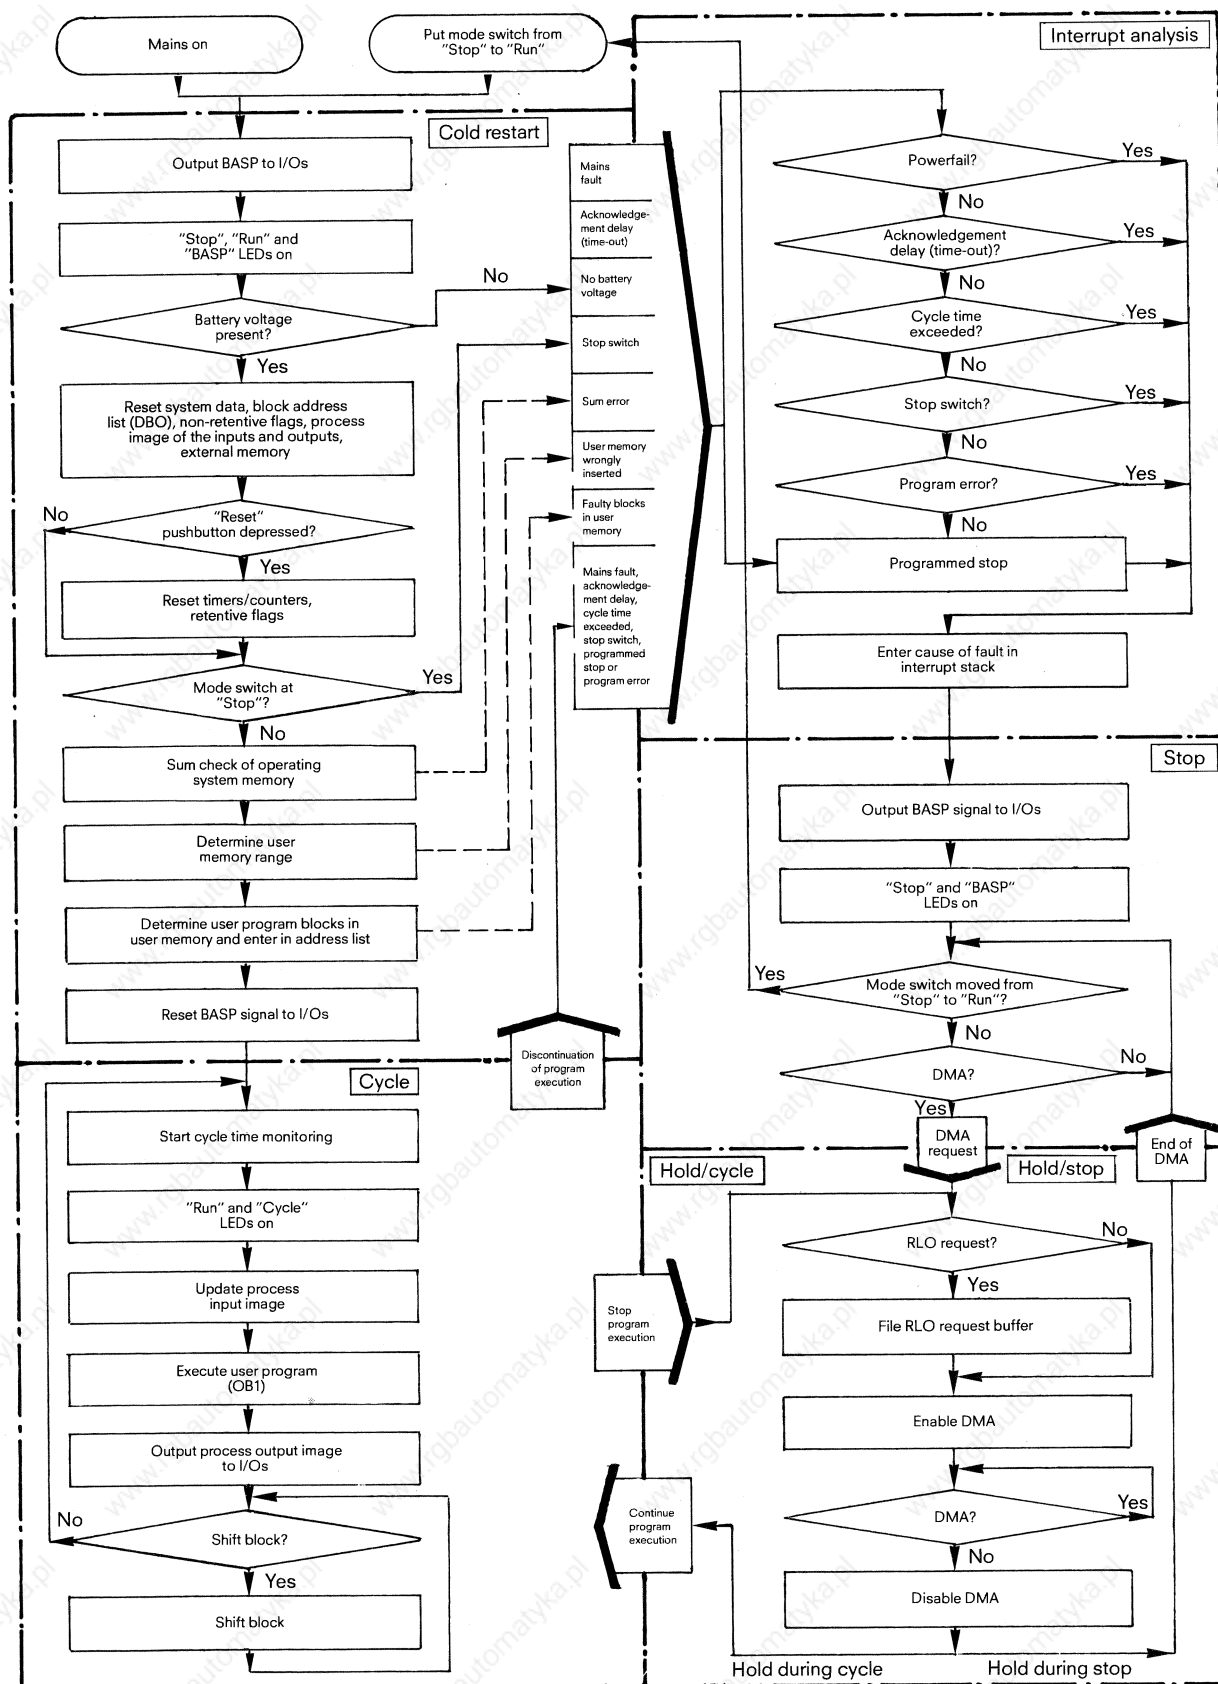 Mains on
Put mode switch from
"Stop" to "Run"
Interrupt analysis
Cold restart
Output BASP to I/Os
"Stop", "Run" and
"BASP" LEDs on
Battery voltage
present?
No
Yes
Reset system data, block address
list (DBO), non-retentive flags, process
image of the inputs and outputs,
external memory
"Reset"
pushbutton depressed?
No
Yes
Reset timers/counters,
retentive flags
Mode switch at
"Stop"?
Yes
No
Sum check of operating
system memory
Determine user
memory range
Determine user program blocks in
user memory and enter in address list
Reset BASP signal to I/Os
Mains
fault
Acknowledge-
ment delay
(time-out)
No battery
voltage
Stop switch
Sum error
User memory
wrongly
inserted
Faulty blocks
in user
memory
Mains fault,
acknowledge-
ment delay,
cycle time
exceeded,
stop switch,
programmed
stop or
program error
Discontinuation
of program
execution
Powerfail?
Yes
No
Acknowledgement
delay (time-out)?
Yes
No
Cycle time
exceeded?
Yes
No
Stop switch?
Yes
No
Program error?
Yes
No
Programmed stop
Enter cause of fault in
interrupt stack
Stop
Output BASP signal to I/Os
"Stop" and "BASP"
LEDs on
Mode switch moved from
"Stop" to "Run"?
Yes
No
DMA?
No
Yes
DMA
request
End of
DMA
Cycle
Start cycle time monitoring
"Run" and "Cycle"
LEDs on
Update process
input image
Execute user program
(OB1)
Output process output image
to I/Os
Shift block?
No
Yes
Shift block
Hold/cycle
Hold/stop
Stop
program
execution
RLO request?
No
Yes
File RLO request buffer
Enable DMA
DMA?
Yes
No
Disable DMA
Continue
program
execution
Hold during cycle
Hold during stop
www.rgbautomatyka.pl